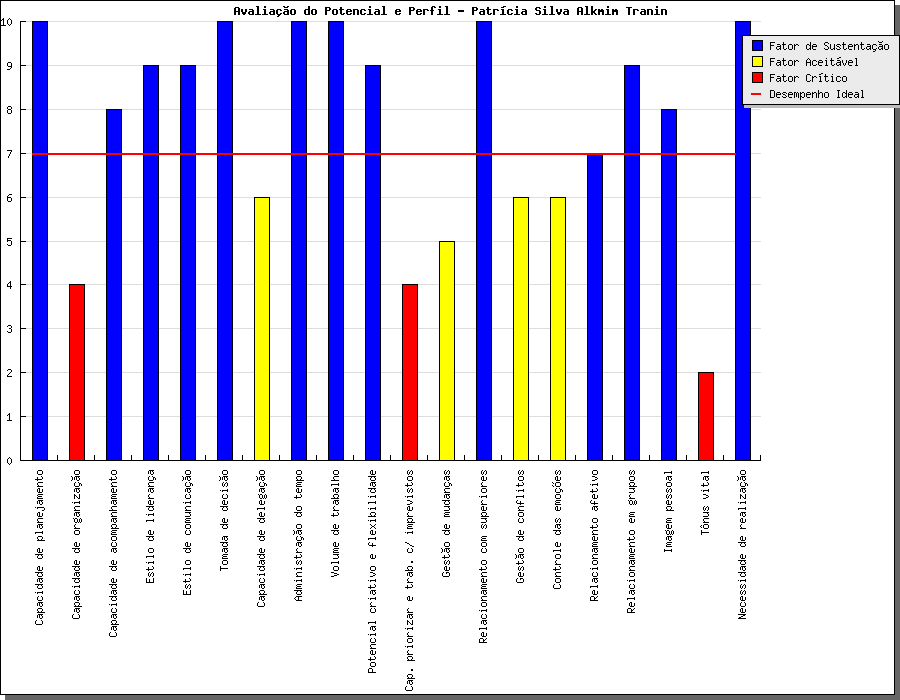 Avaliação do Potencial e Perfil - Patrícia Silva Alkmim Tranin
Fator de Sustentação
Fator Aceitável
Fator Crítico
Desempenho Ideal
10
9
8
7
6
5
4
3
2
1
0
Capacidade de planejamento
Capacidade de organização
Capacidade de acompanhamento
Estilo de liderança
Estilo de comunicação
Tomada de decisão
Capacidade de delegação
Administração do tempo
Volume de trabalho
Potencial criativo e flexibilidade
Cap. priorizar e trab. c/ imprevistos
Gestão de mudanças
Relacionamento com superiores
Gestão de conflitos
Controle das emoções
Relacionamento afetivo
Relacionamento em grupos
Imagem pessoal
Tônus vital
Necessidade de realização